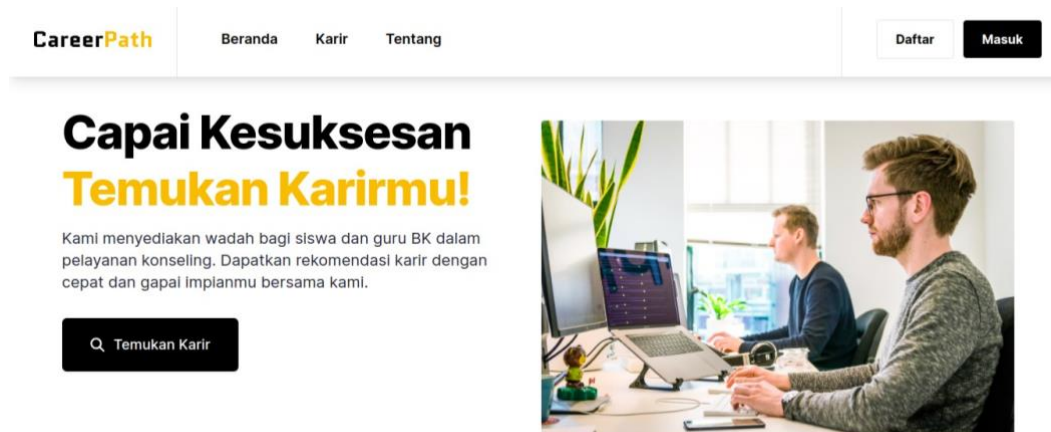 CareerPath
Beranda Karir Tentang
Daftar Masuk
Capai Kesuksesan
Temukan Karirmu!
Kami menyediakan wadah bagi siswa dan guru BK dalam
pelayanan konseling. Dapatkan rekomendasi karir dengan
cepat dan gapai impianmu bersama kami.
Temukan Karir